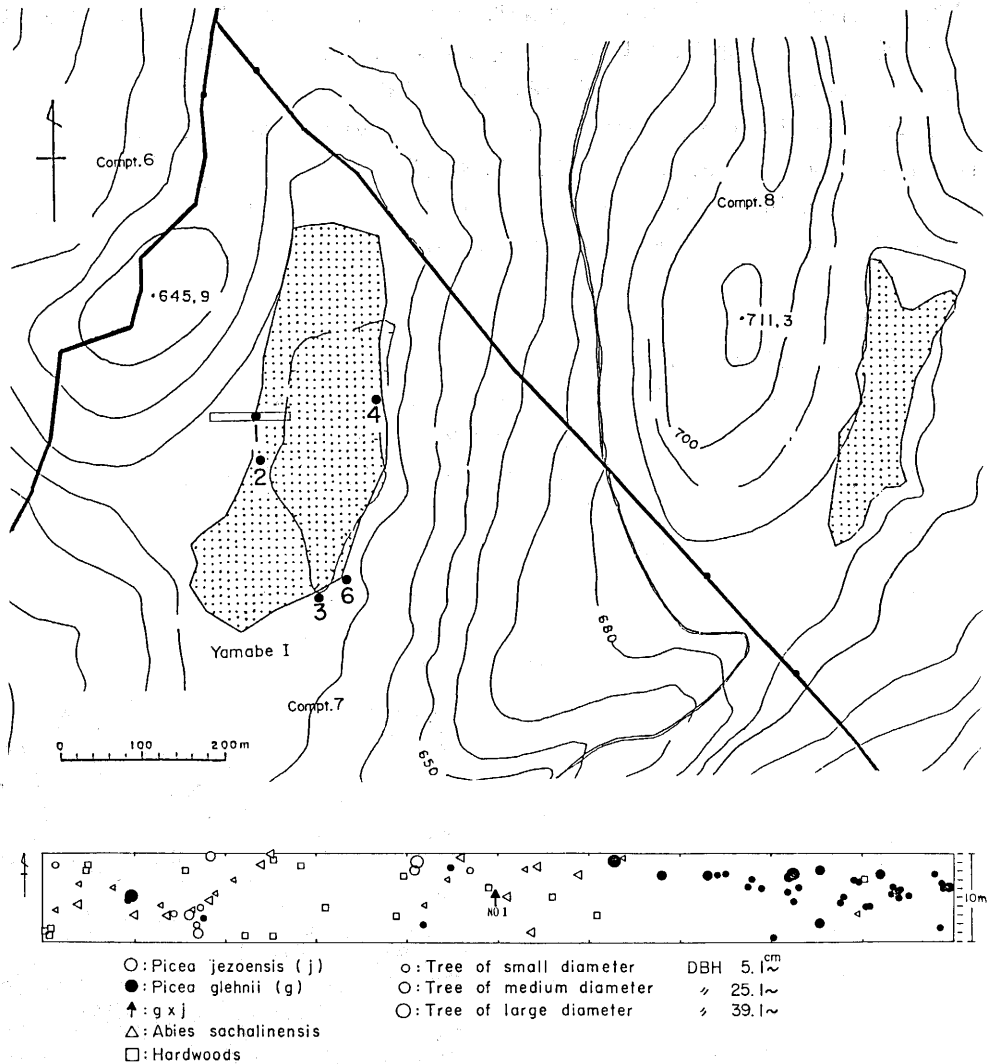 Compt.6
Compt.8
645,9
711,3
4
700
2
3
6
680
Yamabe I
Compt.7
0 100 200m
650
NO1
10m
○: Picea jezoensis (j)
●: Picea glehnii (g)
↑: g x j
△: Abies sachalinensis
□: Hardwoods
○: Tree of small diameter DBH 5.1~ cm
○: Tree of medium diameter 〃 25.1~
○: Tree of large diameter 〃 39.1~